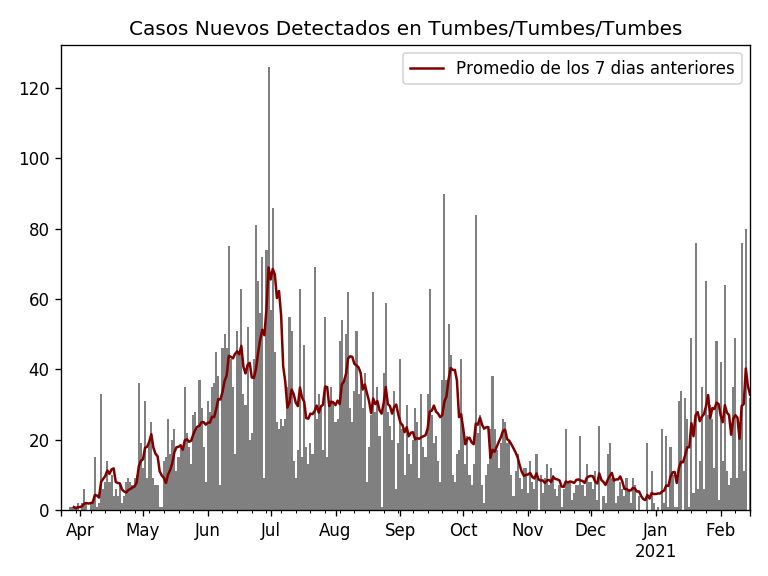 Casos Nuevos Detectados en Tumbes/Tumbes/Tumbes
Promedio de los 7 dias anteriores
120
100
80
60
40
20
0
Apr May Jun Jul Aug Sep Oct Nov Dec Jan Feb
2021